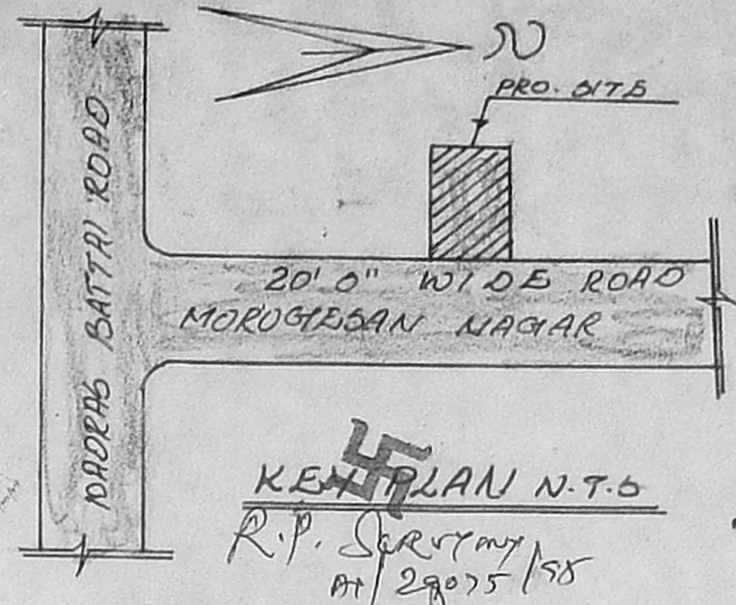 N
PRO. SITE
MADRAS BATTAI ROAD
20' 0" WIDE ROAD
MORUGESAN NAGAR
KEY PLAN N.T.S
R.P.